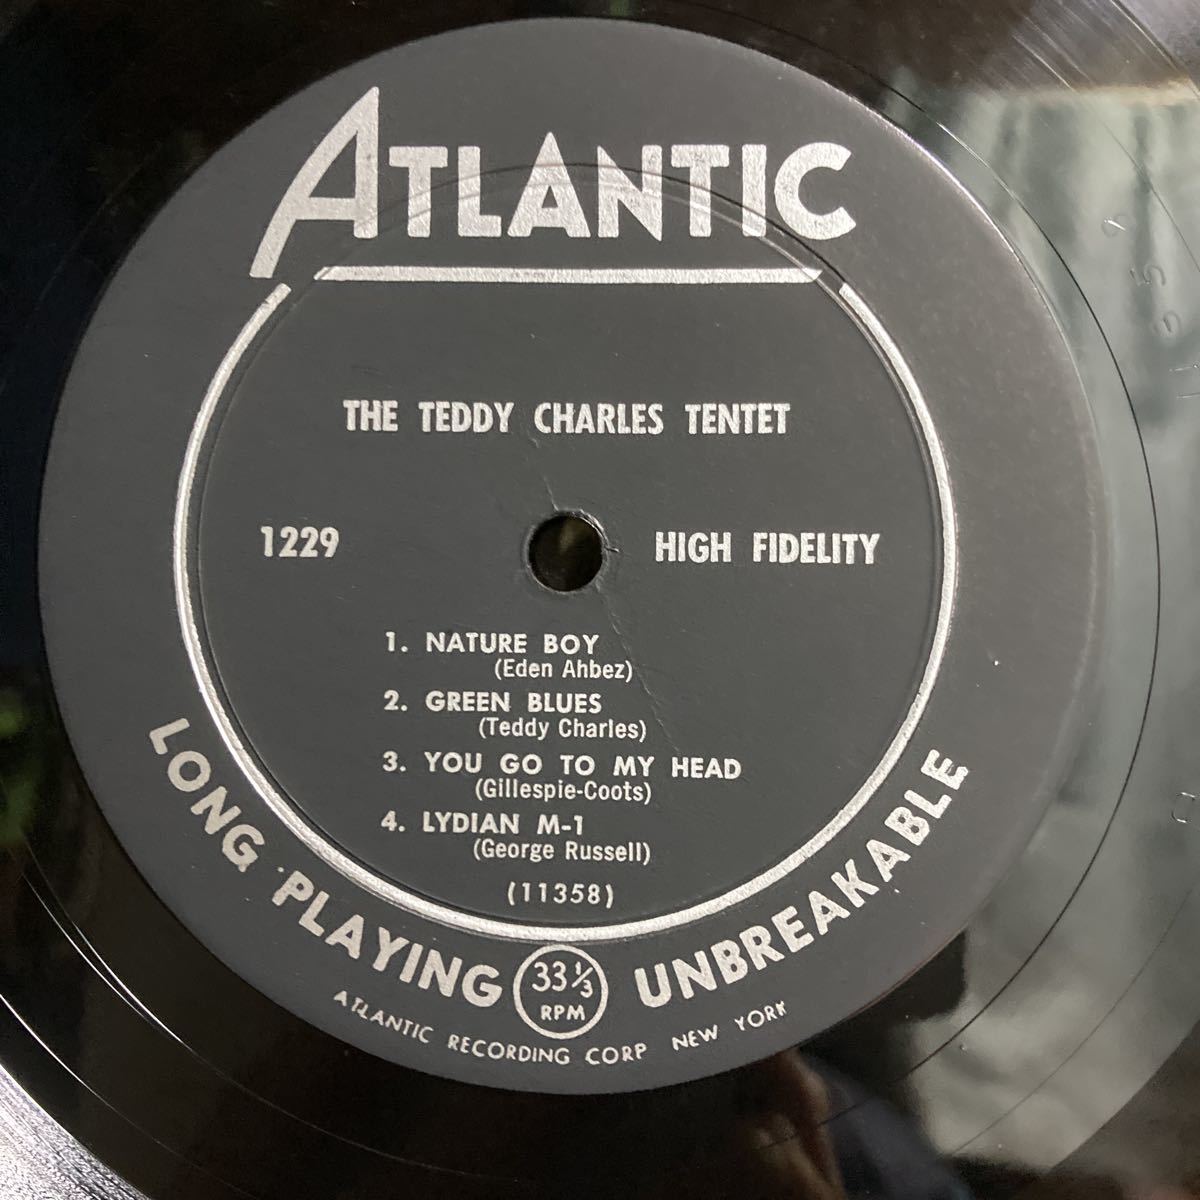 ATLANTIC
THE TEDDY CHARLES TENTET
1229
HIGH FIDELITY
1. NATURE BOY
(Eden Ahbez)
2. GREEN BLUES
(Teddy Charles)
3. YOU GO TO MY HEAD
(Gillespie-Coots)
4. LYDIAN M-1
(George Russell)
(11358)
LONG PLAYING
33⅓
RPM
UNBREAKABLE
ATLANTIC RECORDING CORP NEW YORK